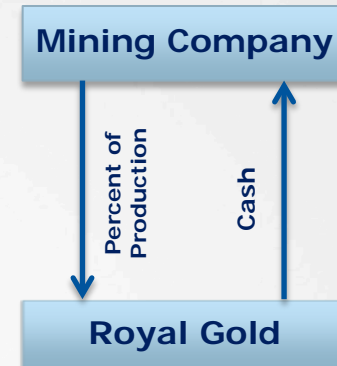 Mining Company
Percent of
Production
Cash
Royal Gold